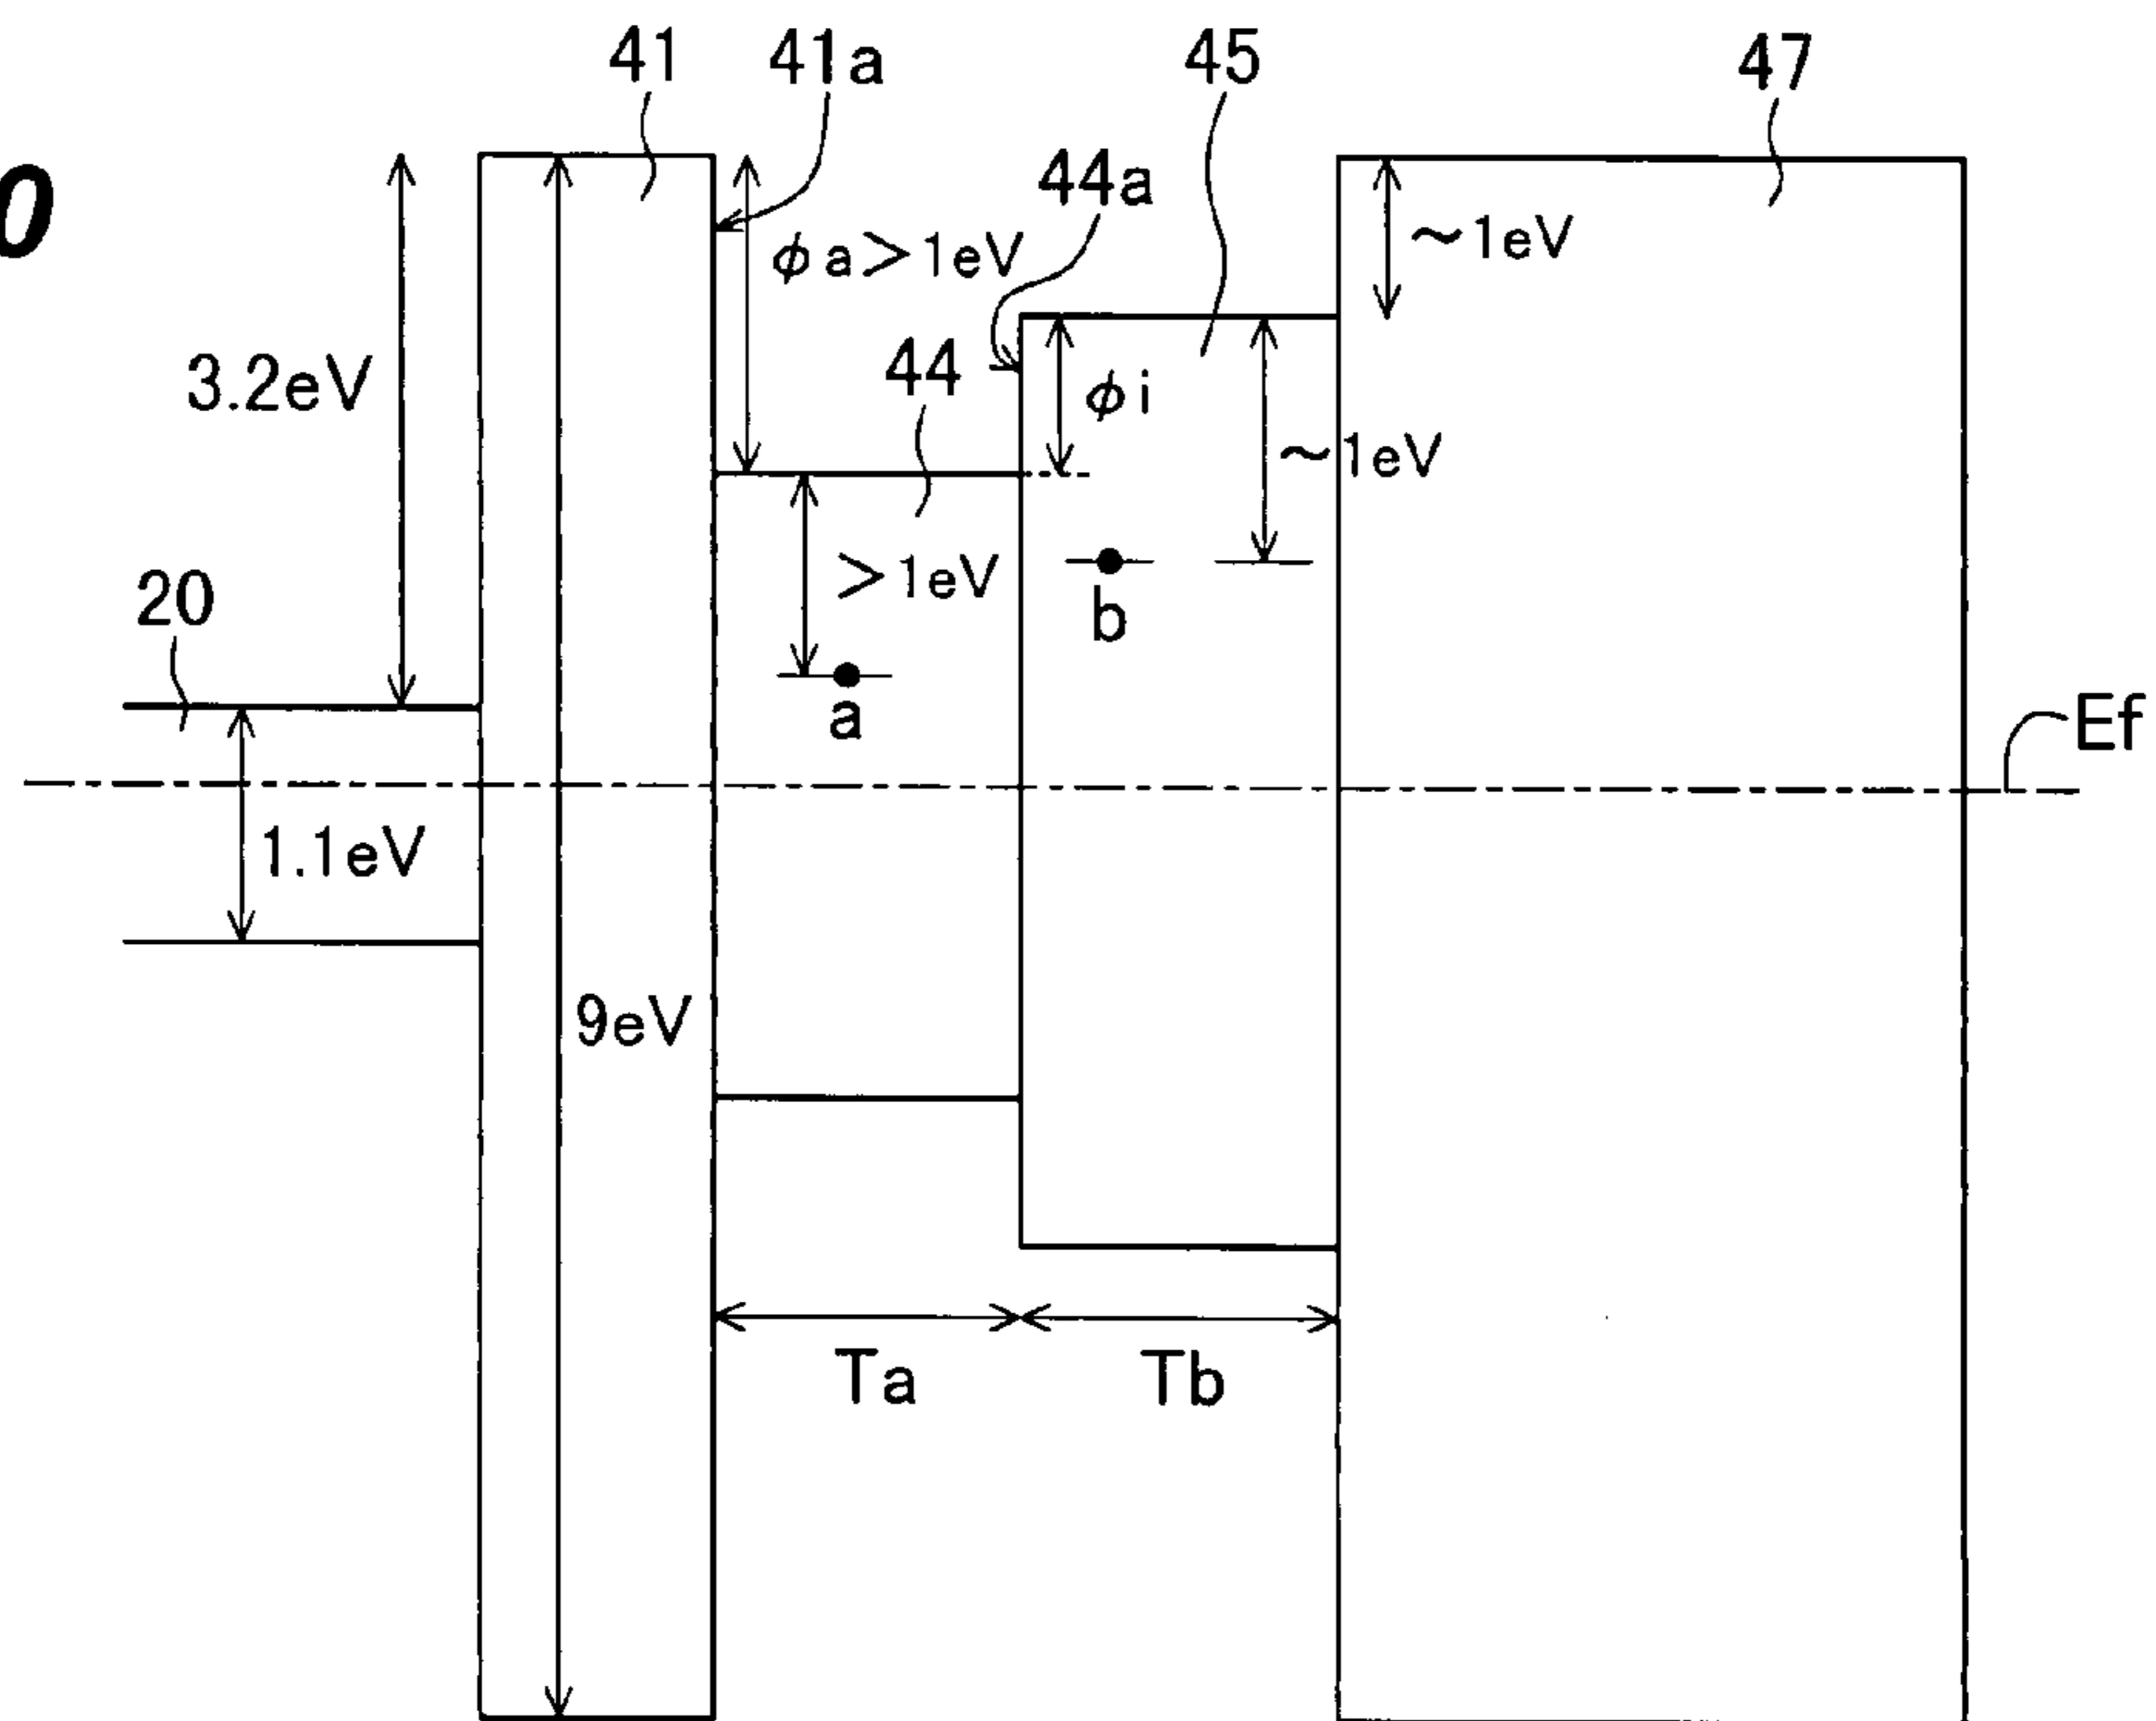 41
41a
45
47
0
44a
φa>1eV
~1eV
3.2eV
44
φi
~1eV
20
>1eV
b
a
Ef
1.1eV
9eV
Ta
Tb